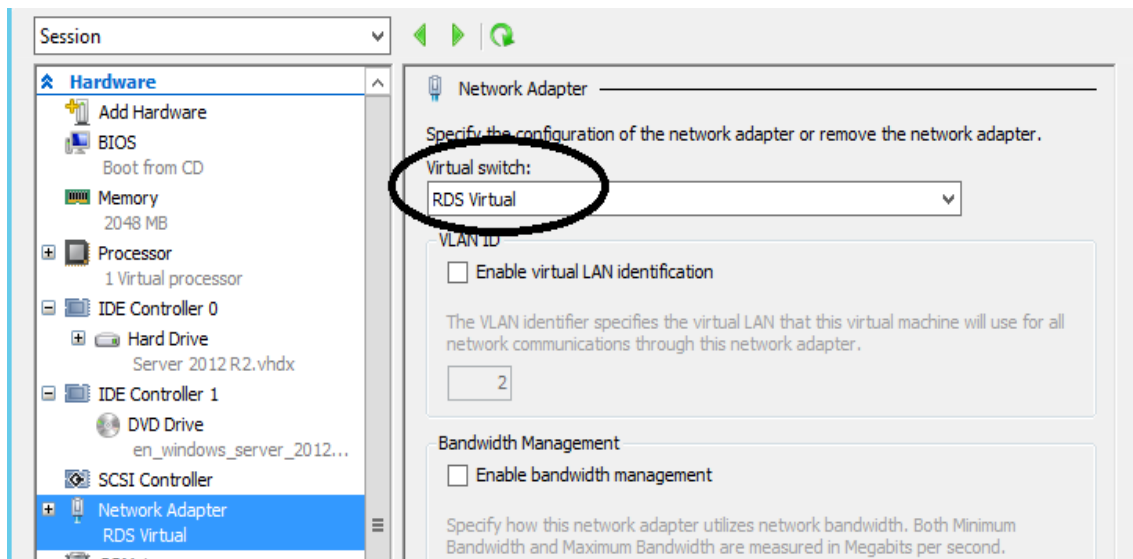 Session
Hardware
Add Hardware
BIOS
Boot from CD
Memory
2048 MB
Processor
1 Virtual processor
IDE Controller 0
Hard Drive
Server 2012 R2.vhdx
IDE Controller 1
DVD Drive
en_windows_server_2012...
SCSI Controller
Network Adapter
RDS Virtual
Network Adapter
Specify the configuration of the network adapter or remove the network adapter.
Virtual switch:
RDS Virtual
VLAN ID
Enable virtual LAN identification
The VLAN identifier specifies the virtual LAN that this virtual machine will use for all
network communications through this network adapter.
2
Bandwidth Management
Enable bandwidth management
Specify how this network adapter utilizes network bandwidth. Both Minimum
Bandwidth and Maximum Bandwidth are measured in Megabits per second.